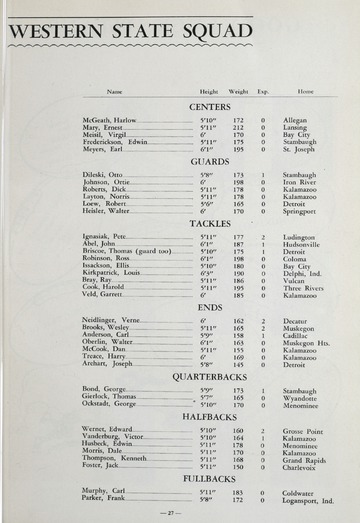 WESTERN STATE SQUAD
Name Height Weight Exp. Home
CENTERS
McGeath, Harlow 5'10" 172 0 Allegan
Mary, Ernest 5'11" 212 0 Lansing
Meisil, Virgil 6' 170 0 Bay City
Frederickson, Edwin 5'11" 175 0 Stambaugh
Meyers, Earl 6'1" 195 0 St. Joseph
GUARDS
Dileski, Otto 5'8" 173 1 Stambaugh
Johnson, Ortie 6' 198 0 Iron River
Roberts, Dick 5'11" 178 0 Kalamazoo
Layton, Norris 5'11" 178 0 Kalamazoo
Loew, Robert 5'6" 165 0 Detroit
Heisler, Walter 6' 170 0 Springport
TACKLES
Ignasiak, Pete 5'11" 177 2 Ludington
Abel, John 6'1" 187 1 Hudsonville
Briscoe, Thomas (guard too) 5'10" 175 1 Detroit
Robinson, Ross 6'1" 198 0 Coloma
Issackson, Ellis 5'10" 180 0 Bay City
Kirkpatrick, Louis 6'3" 190 0 Delphi, Ind.
Bray, Ray 5'11" 186 0 Vulcan
Cook, Harold 5'11" 195 0 Three Rivers
Veld, Garrett 6' 185 0 Kalamazoo
ENDS
Neidlinger, Verne 6' 162 2 Decatur
Brooks, Wesley 5'11" 165 2 Muskegon
Anderson, Carl 5'9" 158 1 Cadillac
Oberlin, Walter 6'1" 163 0 Muskegon Hts.
McCook, Dan 5'11" 155 0 Kalamazoo
Treace, Harry 6' 169 0 Kalamazoo
Archart, Joseph 5'8" 145 0 Detroit
QUARTERBACKS
Bond, George 5'9" 173 1 Stambaugh
Gierlock, Thomas 5'7" 165 0 Wyandotte
Ockstadt, George 5'10" 170 0 Menominee
HALFBACKS
Wernet, Edward 5'10" 160 2 Grosse Point
Vanderburg, Victor 5'10" 164 1 Kalamazoo
Husbeck, Edwin 5'11" 178 0 Menominee
Morris, Dale 5'11" 170 0 Kalamazoo
Thompson, Kenneth 5'11" 168 0 Grand Rapids
Foster, Jack 5'11" 150 0 Charlevoix
FULLBACKS
Murphy, Carl 5'11" 183 0 Coldwater
Parker, Frank 5'8" 172 0 Logansport, Ind.
— 27 —